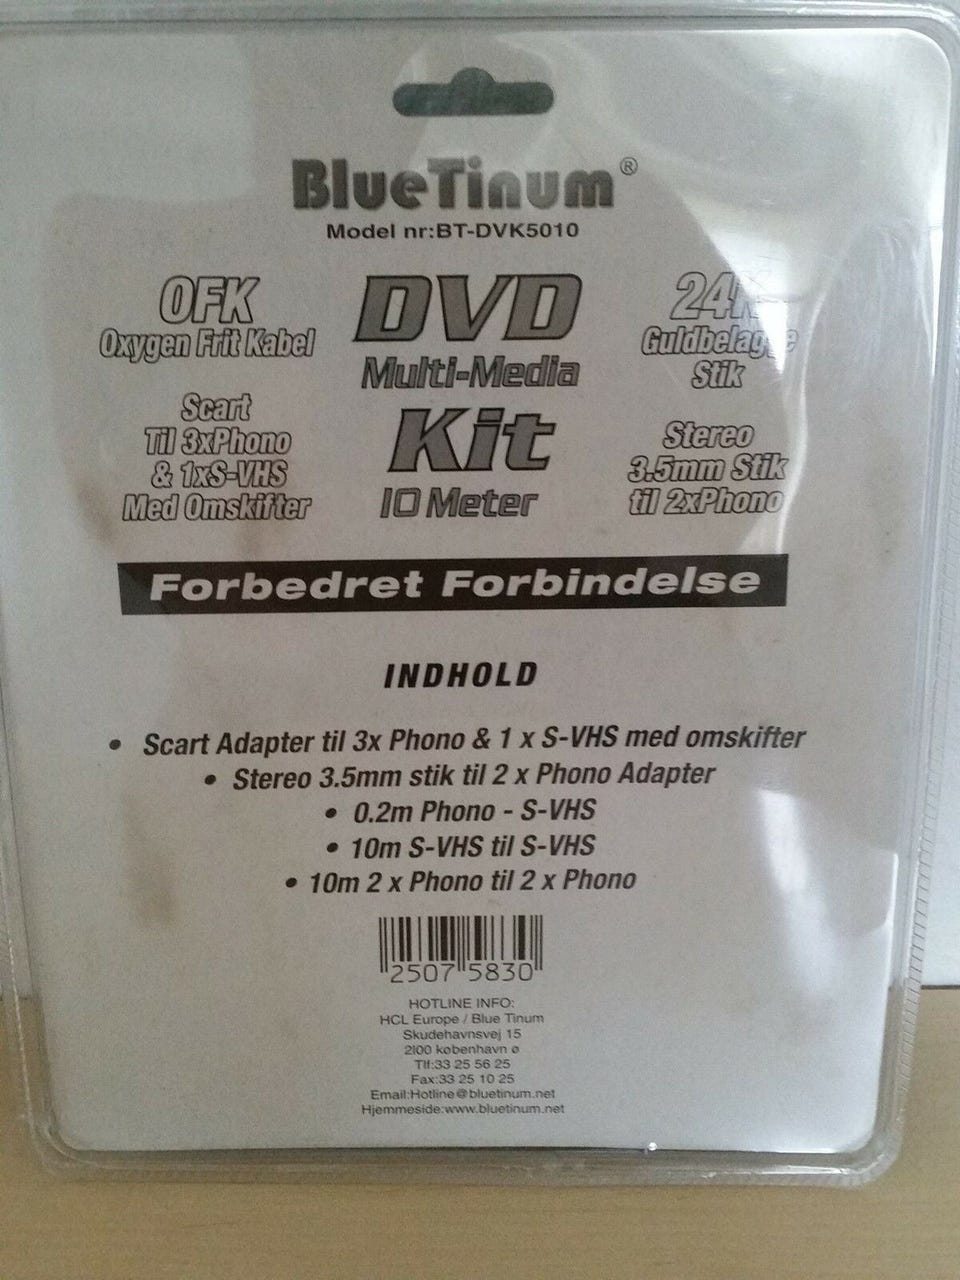 BlueTinum®
Model nr:BT-DVK5010
OFK
Oxygen Frit Kabel
Scart
Til 3xPhono
& 1xS-VHS
Med Omskifter
DVD
Multi-Media
Kit
10 Meter
24K
Guldbelagte
Stik
Stereo
3.5mm Stik
til 2xPhono
Forbedret Forbindelse
INDHOLD
• Scart Adapter til 3x Phono & 1 x S-VHS med omskifter
• Stereo 3.5mm stik til 2 x Phono Adapter
• 0.2m Phono - S-VHS
• 10m S-VHS til S-VHS
• 10m 2 x Phono til 2 x Phono
2507 5830
HOTLINE INFO:
HCL Europe / Blue Tinum
Skudehavnsvej 15
2100 københavn ø
Tlf:33 25 56 25
Fax:33 25 10 25
Email:Hotline@bluetinum.net
Hjemmeside:www.bluetinum.net